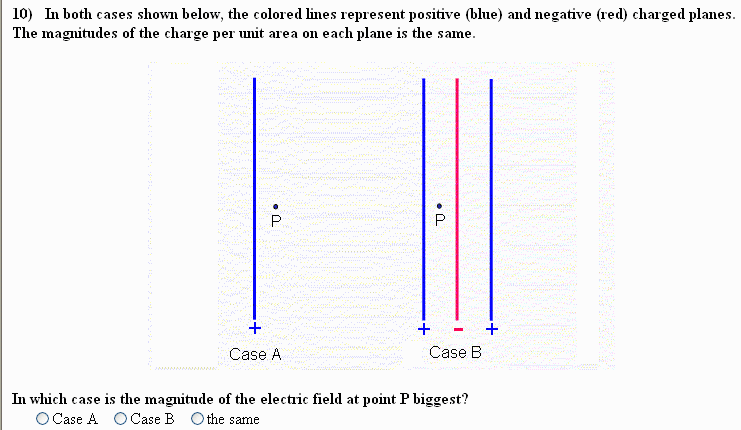 10) In both cases shown below, the colored lines represent positive (blue) and negative (red) charged planes.
The magnitudes of the charge per unit area on each plane is the same.
P
P
+
+ - +
Case A
Case B
In which case is the magnitude of the electric field at point P biggest?
Case A Case B the same